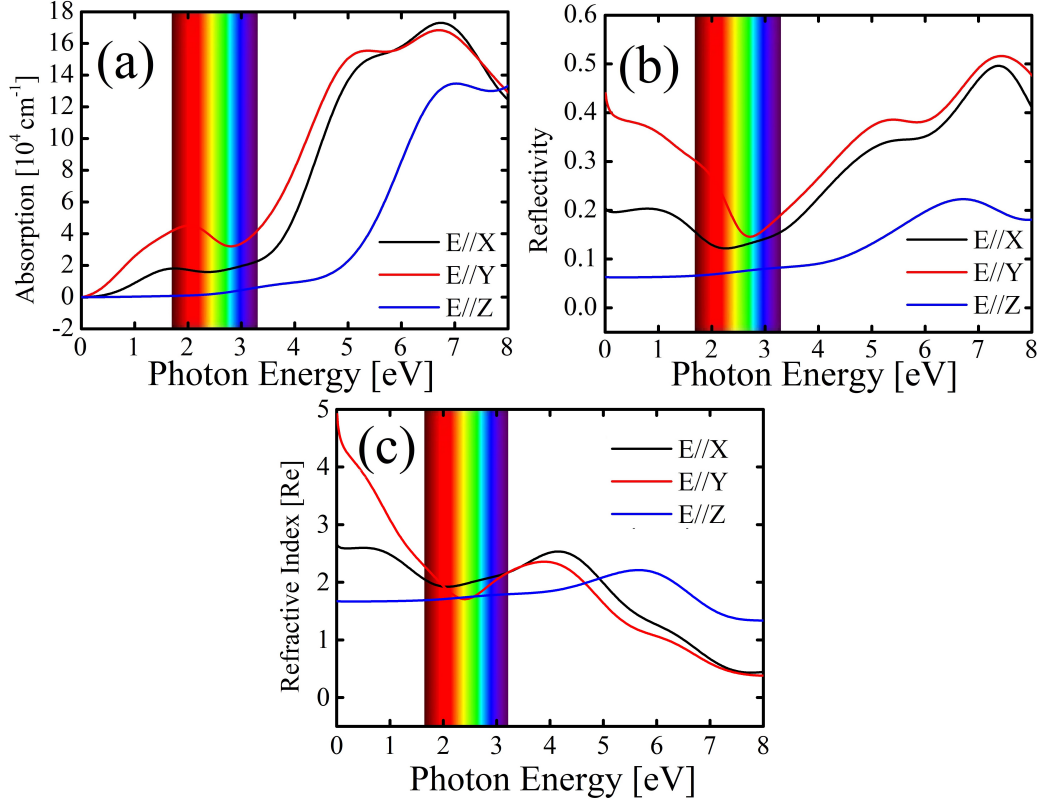 (a)
Absorption [10⁴ cm⁻¹]
18
16
14
12
10
8
6
4
2
0
-2
E//X
E//Y
E//Z
0 1 2 3 4 5 6 7 8
Photon Energy [eV]
(b)
Reflectivity
0.6
0.5
0.4
0.3
0.2
0.1
0.0
E//X
E//Y
E//Z
0 1 2 3 4 5 6 7 8
Photon Energy [eV]
(c)
Refractive Index [Re]
5
4
3
2
1
0
E//X
E//Y
E//Z
0 1 2 3 4 5 6 7 8
Photon Energy [eV]